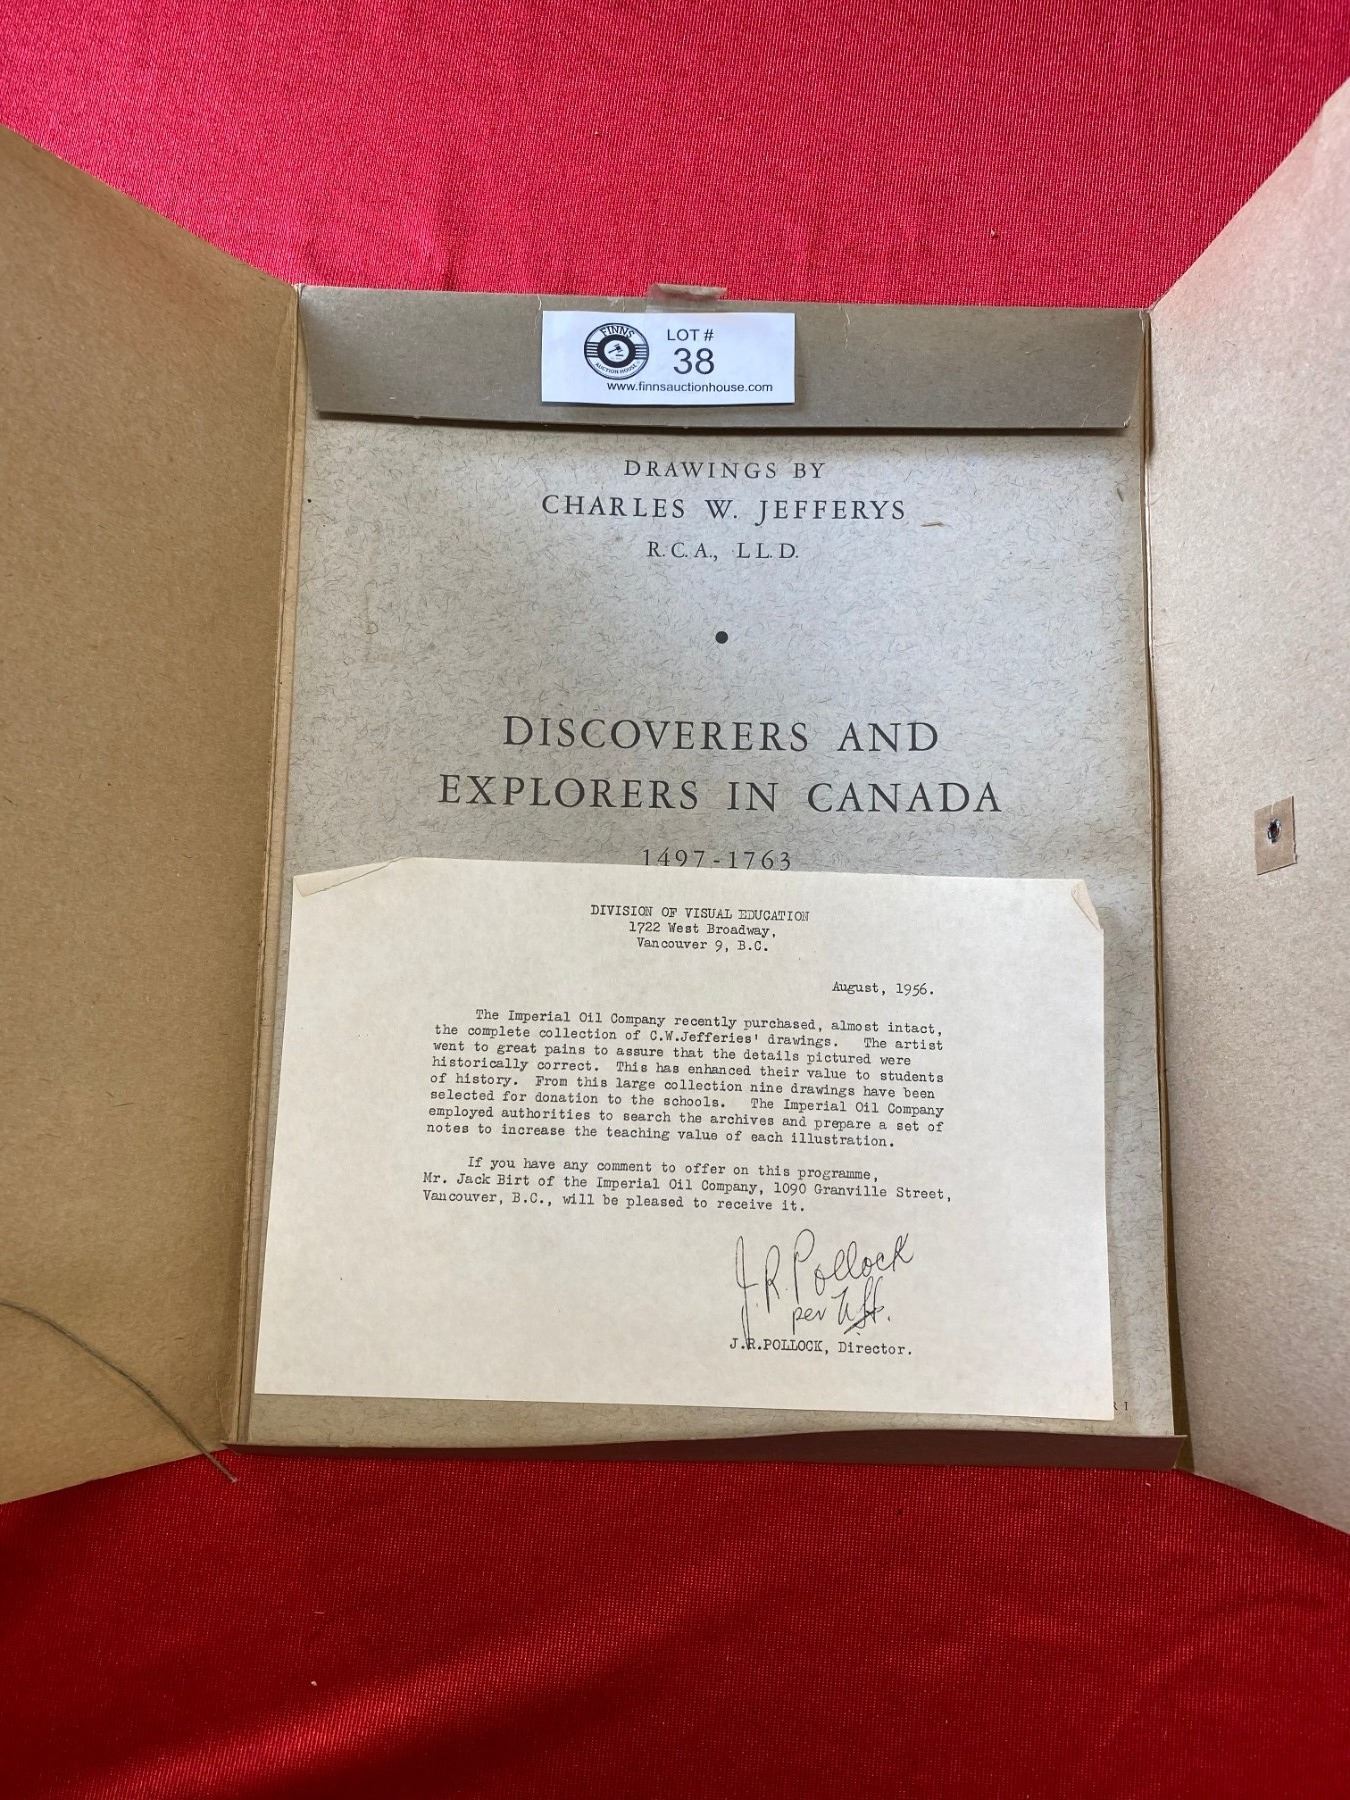 FINNS
AUCTION HOUSE
LOT #
38
www.finnsauctionhouse.com
DRAWINGS BY
CHARLES W. JEFFERYS
R.C.A., LL.D.
•
DISCOVERERS AND
EXPLORERS IN CANADA
1497-1763
DIVISION OF VISUAL EDUCATION
1722 West Broadway,
Vancouver 9, B.C.
August, 1956.
The Imperial Oil Company recently purchased, almost intact,
the complete collection of C.W.Jefferies' drawings. The artist
went to great pains to assure that the details pictured were
historically correct. This has enhanced their value to students
of history. From this large collection nine drawings have been
selected for donation to the schools. The Imperial Oil Company
employed authorities to search the archives and prepare a set of
notes to increase the teaching value of each illustration.
If you have any comment to offer on this programme,
Mr. Jack Birt of the Imperial Oil Company, 1090 Granville Street,
Vancouver, B.C., will be pleased to receive it.
J.R. Pollock
per
J.R.POLLOCK, Director.